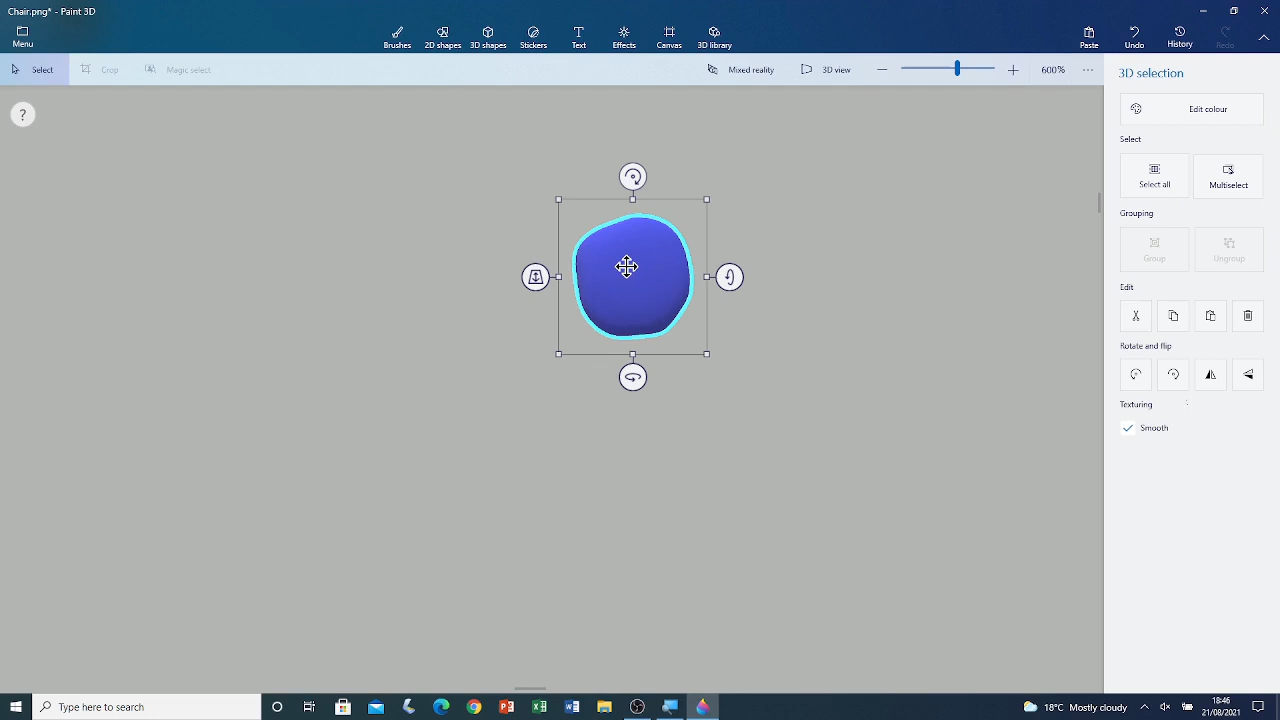 Chair.png* - Paint 3D
Menu
Brushes
2D shapes
3D shapes
Stickers
Text
Effects
Canvas
3D library
Paste
Undo
History
Redo
Select
Crop
Magic select
Mixed reality
3D view
600%
?
3D selection
Edit colour
Select
Select all
Multiselect
Grouping
Group
Ungroup
Edit
Rotate and flip
Texturing
Smooth
Type here to search
18°C Mostly cloudy
18:46
21/08/2021